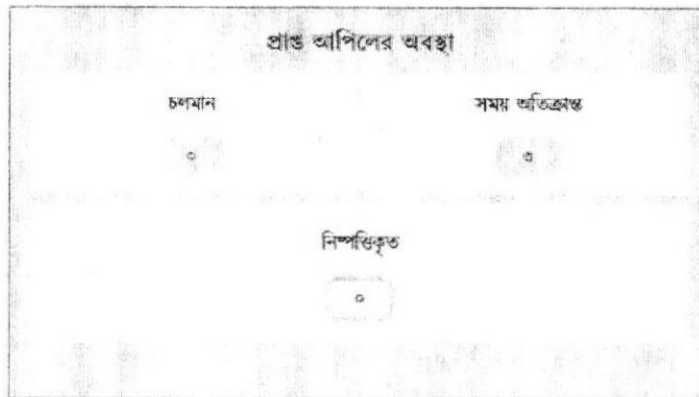 প্রাপ্ত আপিলের অবস্থা
চলমান সময় অতিক্রান্ত
০ ৩
নিষ্পত্তিকৃত
০